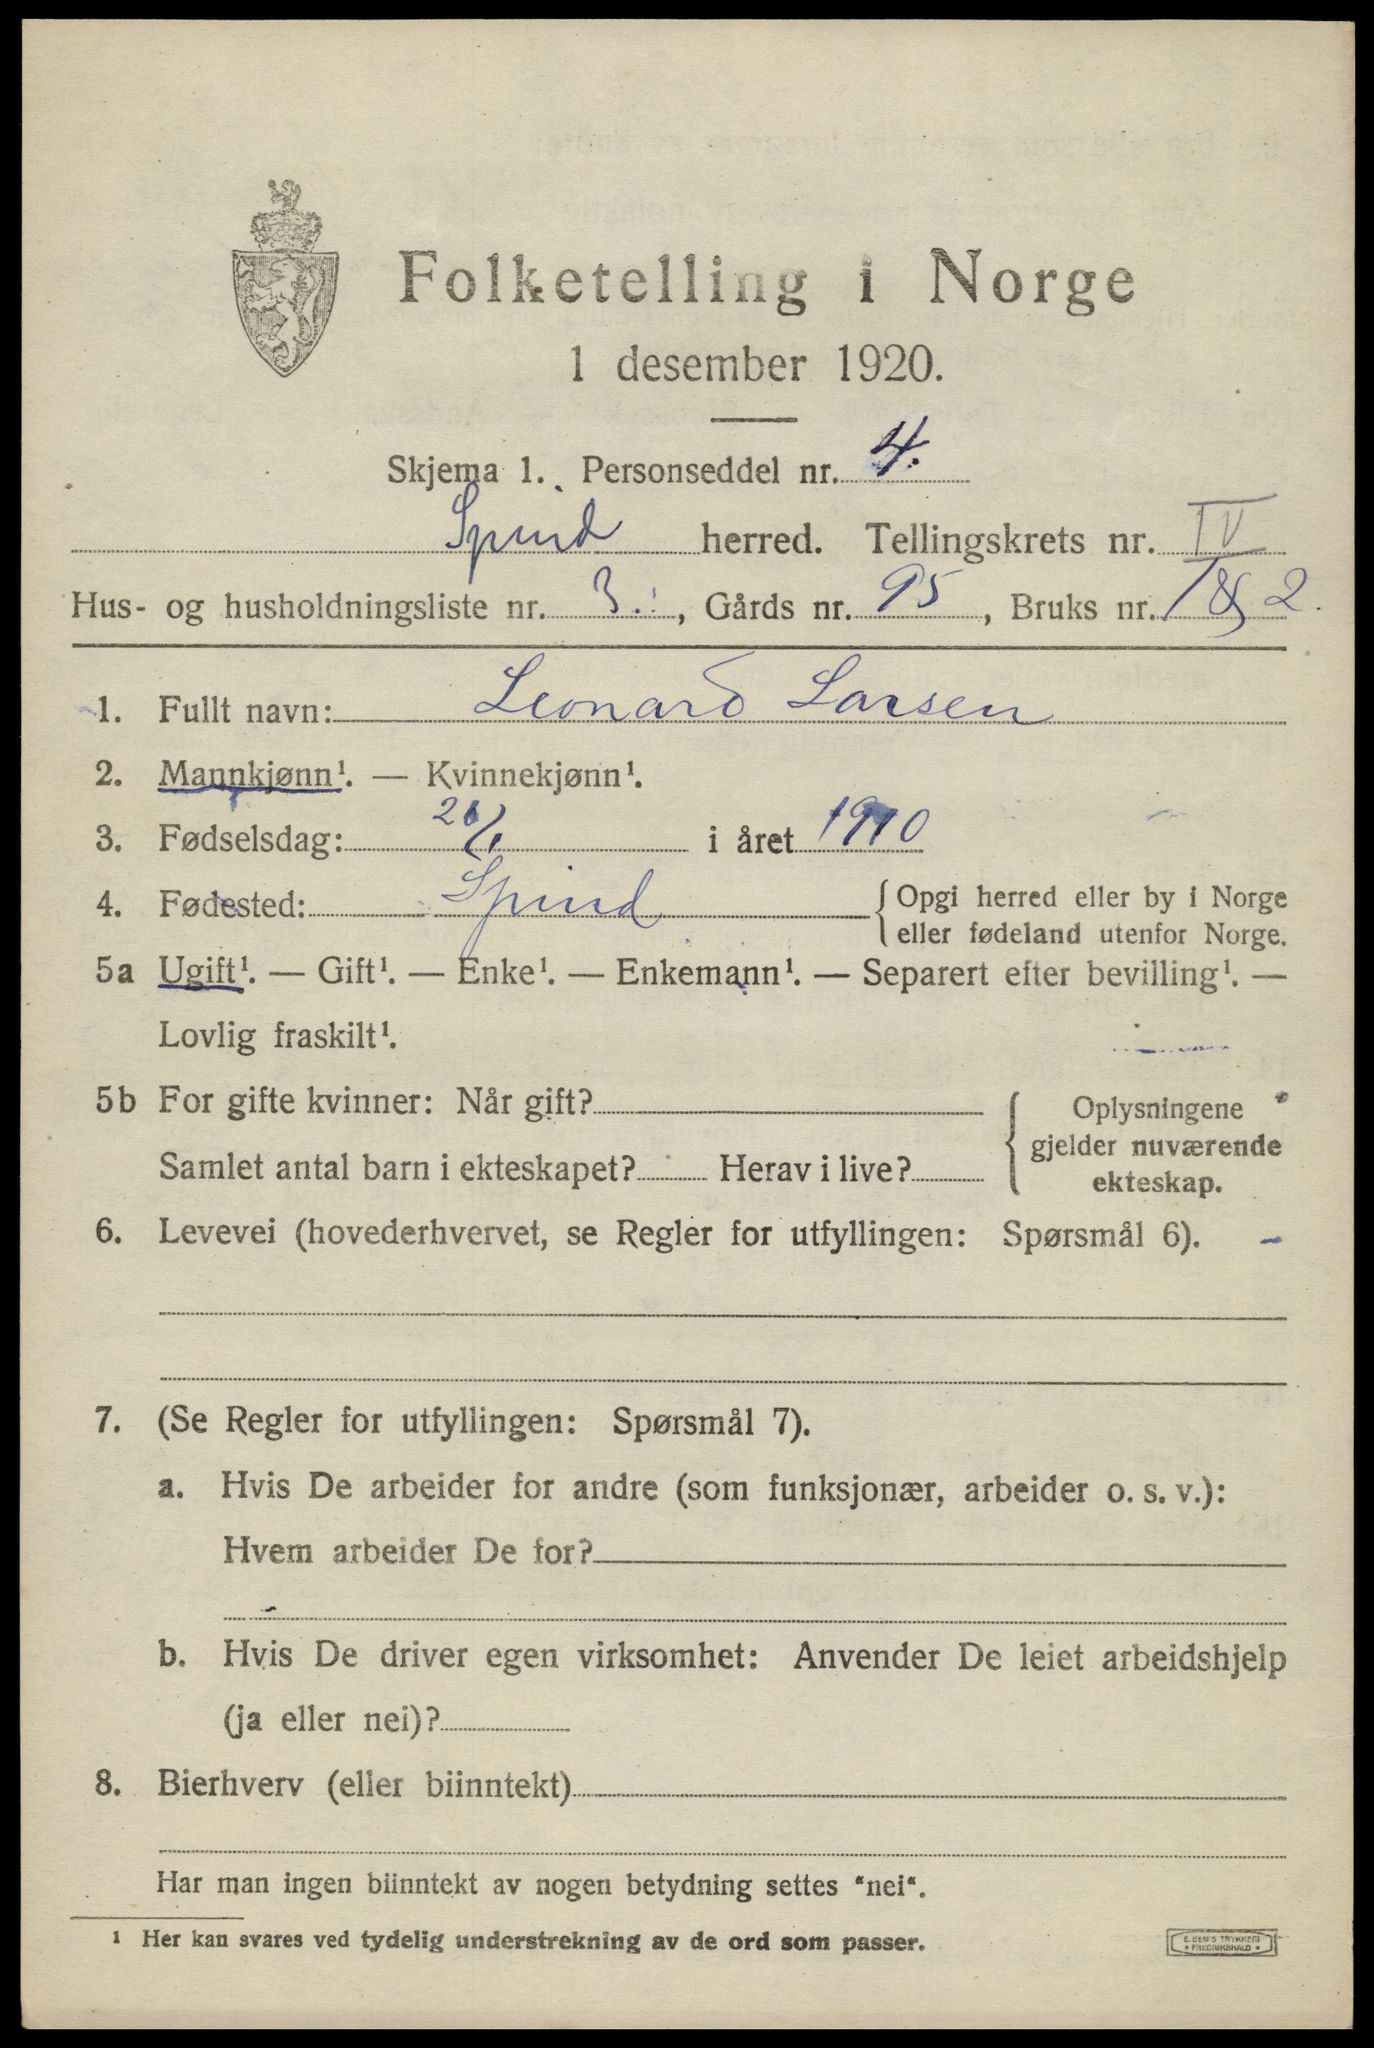 Folketelling i Norge
1 desember 1920.
Skjema 1. Personseddel nr. 4.
Spind herred. Tellingskrets nr. IV
Hus- og husholdningsliste nr. 3., Gårds nr. 95, Bruks nr. 1 & 2.
1. Fullt navn: Leonard Larsen
2. Mannkjønn¹. — Kvinnekjønn¹.
3. Fødselsdag: i året 1910
4. Fødested: Spind {Opgi herred eller by i Norge
eller fødeland utenfor Norge.
5a Ugift¹. — Gift¹. — Enke¹. — Enkemann¹. — Separert efter bevilling¹. —
Lovlig fraskilt¹.
5b For gifte kvinner: Når gift? { Oplysningene
gjelder nuværende
Samlet antal barn i ekteskapet? Herav i live? ekteskap.
6. Levevei (hovederhvervet, se Regler for utfyllingen: Spørsmål 6).
7. (Se Regler for utfyllingen: Spørsmål 7).
a. Hvis De arbeider for andre (som funksjonær, arbeider o. s. v.):
Hvem arbeider De for?
b. Hvis De driver egen virksomhet: Anvender De leiet arbeidshjelp
(ja eller nei)?
8. Bierhverv (eller biinntekt)
Har man ingen biinntekt av nogen betydning settes "nei".
¹ Her kan svares ved tydelig understrekning av de ord som passer.
E. SEM'S TRYKKERI
* FREDRIKSHALD *